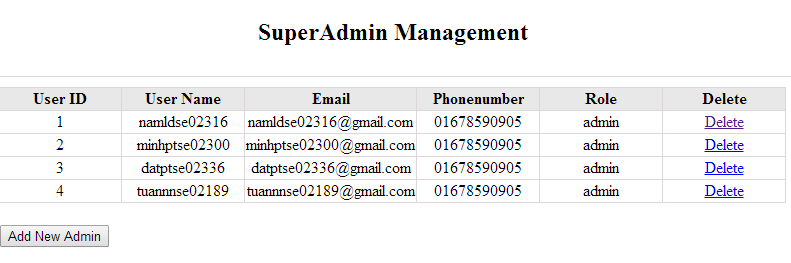 SuperAdmin Management
User ID User Name Email Phonenumber Role Delete
1 namldse02316 namldse02316@gmail.com 01678590905 admin Delete
2 minhptse02300 minhptse02300@gmail.com 01678590905 admin Delete
3 datptse02336 datptse02336@gmail.com 01678590905 admin Delete
4 tuannnse02189 tuannnse02189@gmail.com 01678590905 admin Delete
Add New Admin